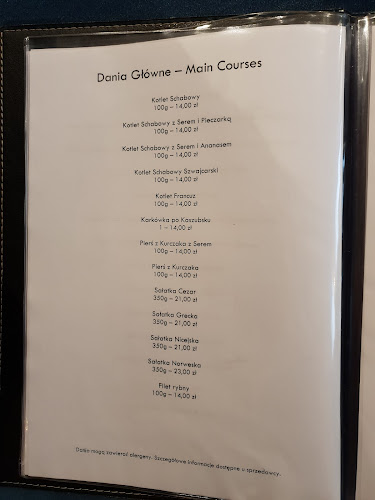 Dania Główne – Main Courses
Kotlet Schabowy
100g – 14,00 zł
Kotlet Schabowy z Serem i Pieczarką
100g – 14,00 zł
Kotlet Schabowy z Serem i Ananasem
100g – 14,00 zł
Kotlet Schabowy Szwajcarski
100g – 14,00 zł
Kotlet Francuz
100g – 14,00 zł
Karkówka po Kaszubsku
1 – 14,00 zł
Pierś z Kurczaka z Serem
100g – 14,00 zł
Pierś z Kurczaka
100g – 14,00 zł
Sałatka Cezar
350g – 21,00 zł
Sałatka Grecka
350g – 21,00 zł
Sałatka Nicejska
350g – 21,00 zł
Sałatka Norweska
350g – 23,00 zł
Filet rybny
100g – 14,00 zł
Dania mogą zawierać alergeny. Szczegółowe informacje dostępne u sprzedawcy.